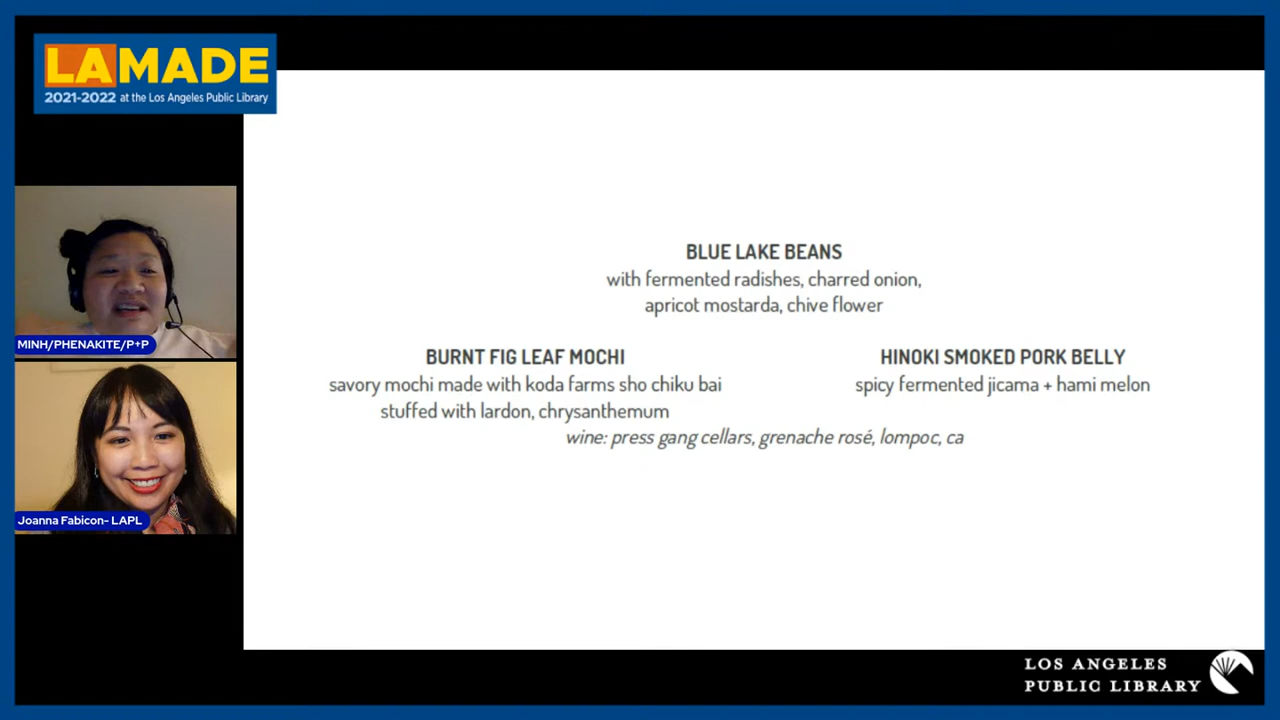 LAMADE
2021-2022 at the Los Angeles Public Library
MINH/PHENAKITE/P+P
Joanna Fabicon- LAPL
BLUE LAKE BEANS
with fermented radishes, charred onion,
apricot mostarda, chive flower
BURNT FIG LEAF MOCHI
savory mochi made with koda farms sho chiku bai
stuffed with lardon, chrysanthemum
HINOKI SMOKED PORK BELLY
spicy fermented jicama + hami melon
wine: press gang cellars, grenache rosé, lompoc, ca
LOS ANGELES
PUBLIC LIBRARY